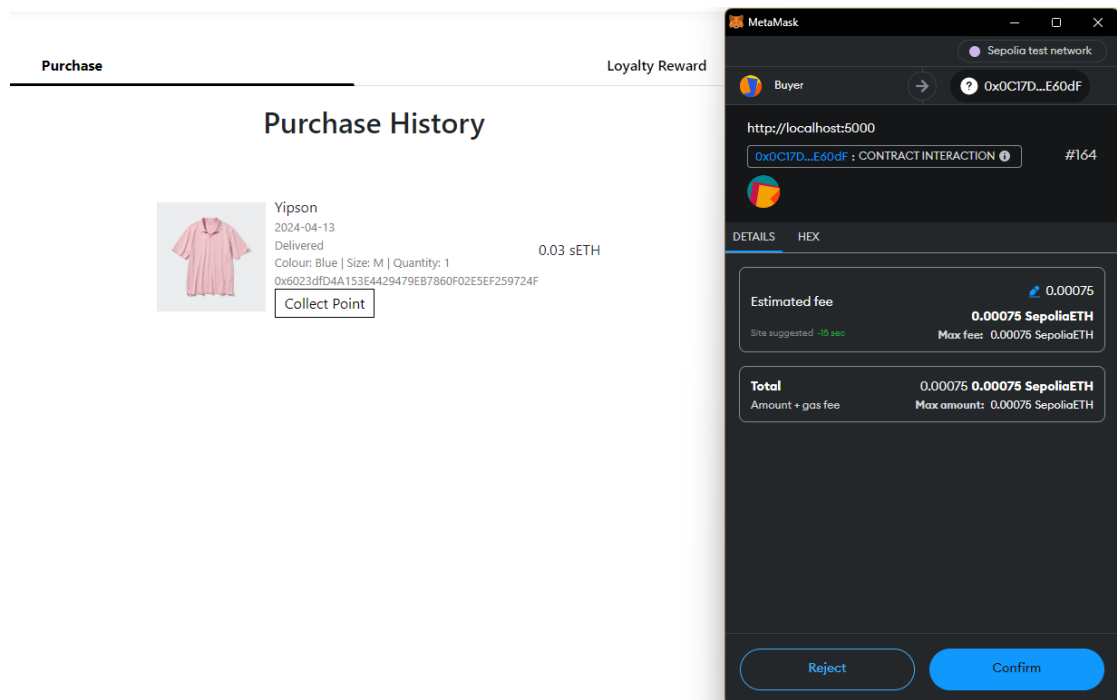 Purchase
Loyalty Reward
Purchase History
Yipson
2024-04-13
Delivered
Colour: Blue | Size: M | Quantity: 1
0x6023dfD4A153E4429479EB7860F02E5EF259724F
Collect Point
0.03 sETH
MetaMask
Sepolia test network
Buyer
0x0C17D...E60dF
http://localhost:5000
0x0C17D...E60dF : CONTRACT INTERACTION
#164
DETAILS HEX
Estimated fee
0.00075
0.00075 SepoliaETH
Site suggested ~15 sec
Max fee: 0.00075 SepoliaETH
Total
0.00075 0.00075 SepoliaETH
Amount + gas fee
Max amount: 0.00075 SepoliaETH
Reject
Confirm